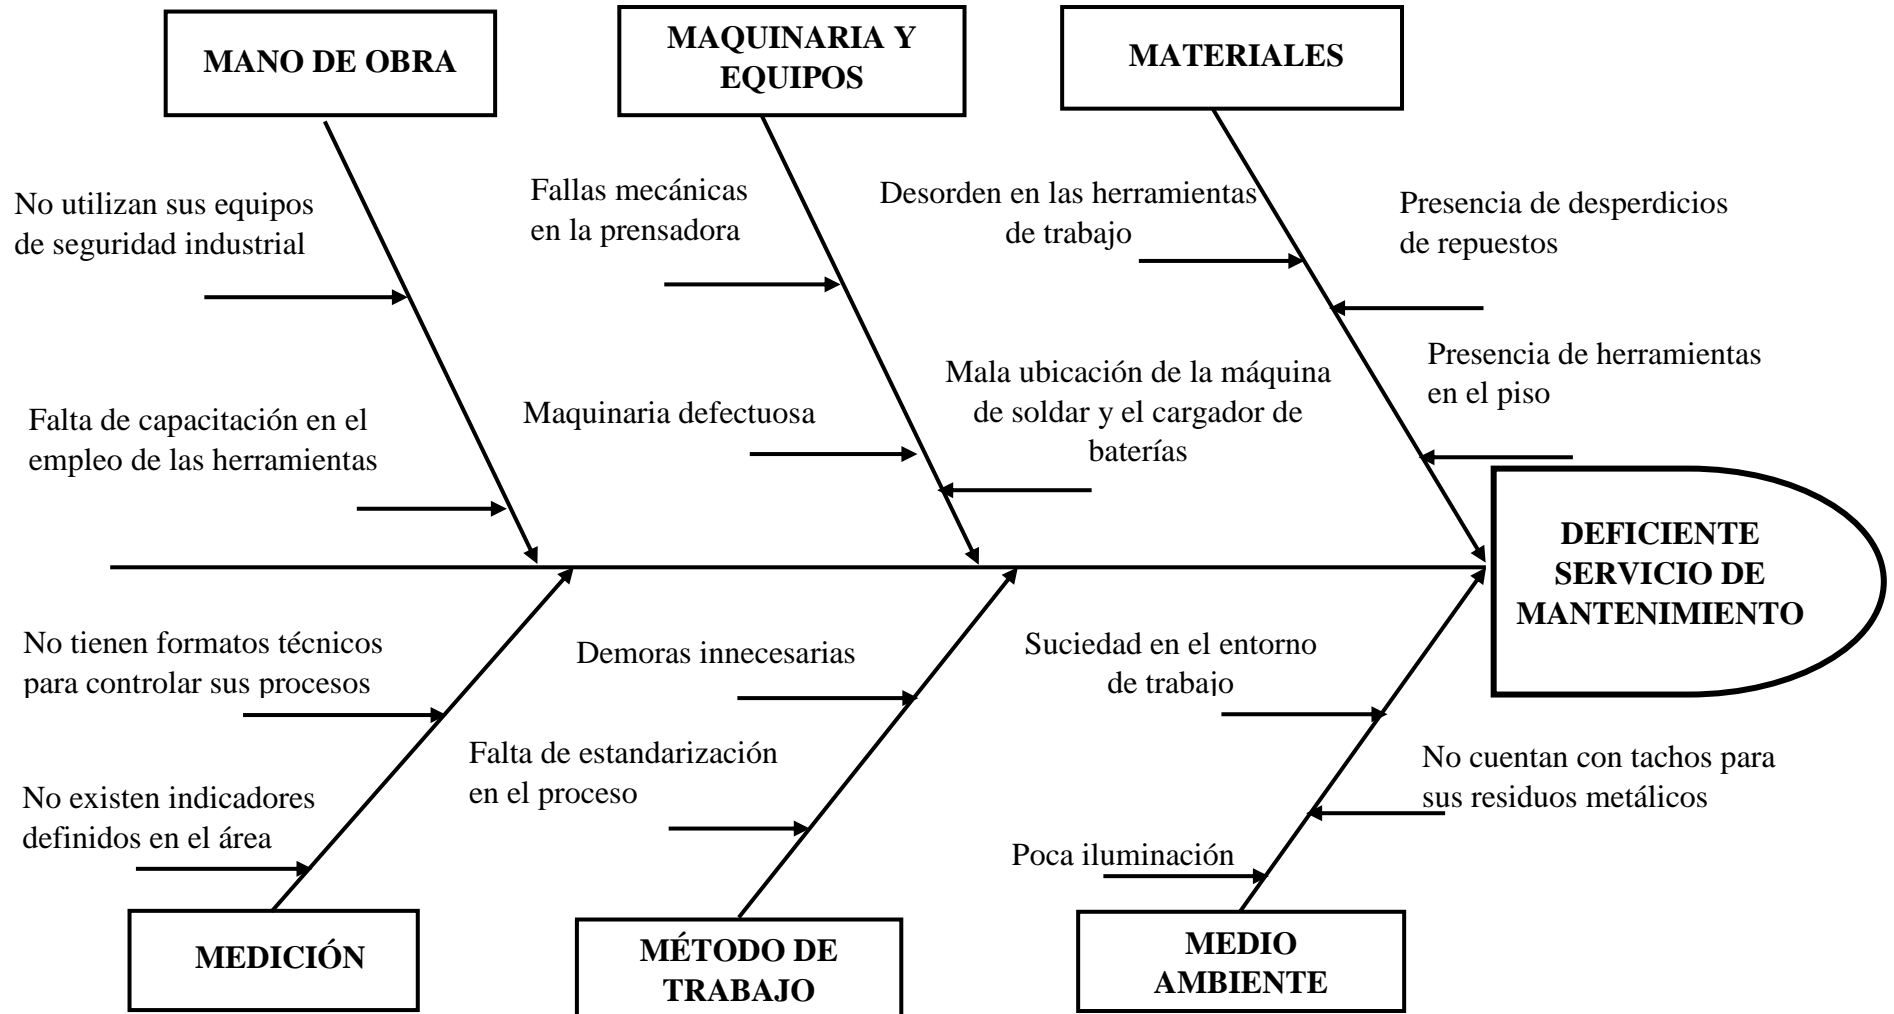 MANO DE OBRA
MAQUINARIA Y
EQUIPOS
MATERIALES
No utilizan sus equipos
de seguridad industrial
Fallas mecánicas
en la prensadora
Desorden en las herramientas
de trabajo
Presencia de desperdicios
de repuestos
Falta de capacitación en el
empleo de las herramientas
Maquinaria defectuosa
Mala ubicación de la máquina
de soldar y el cargador de
baterías
Presencia de herramientas
en el piso
DEFICIENTE
SERVICIO DE
MANTENIMIENTO
No tienen formatos técnicos
para controlar sus procesos
Demoras innecesarias
Suciedad en el entorno
de trabajo
No existen indicadores
definidos en el área
Falta de estandarización
en el proceso
No cuentan con tachos para
sus residuos metálicos
Poca iluminación
MEDICIÓN
MÉTODO DE
TRABAJO
MEDIO
AMBIENTE